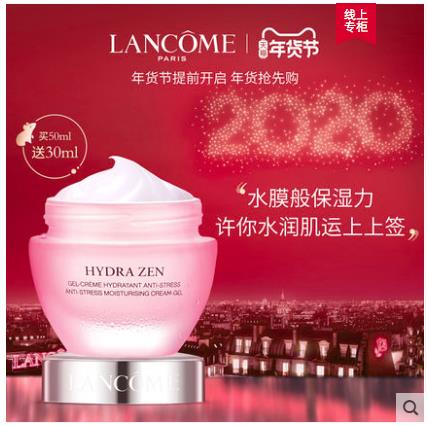 线上
专柜
LANCÔME
PARIS
天猫
年货节
年货节提前开启 年货抢先购
2020
买50ml
送30ml
“水膜般保湿力
许你水润肌运上上签”
HYDRA ZEN
GEL-CRÈME HYDRATANT ANTI-STRESS
ANTI-STRESS MOISTURISING CREAM-GEL
LANCÔME
LANCÔME